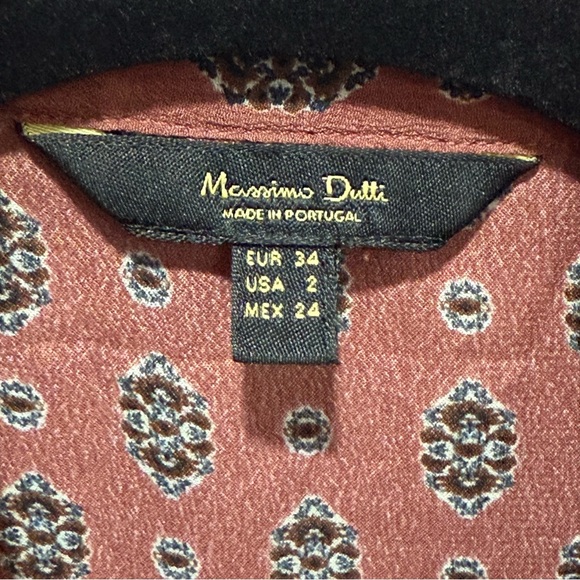 Massimo Dutti
MADE IN PORTUGAL
EUR 34
USA 2
MEX 24